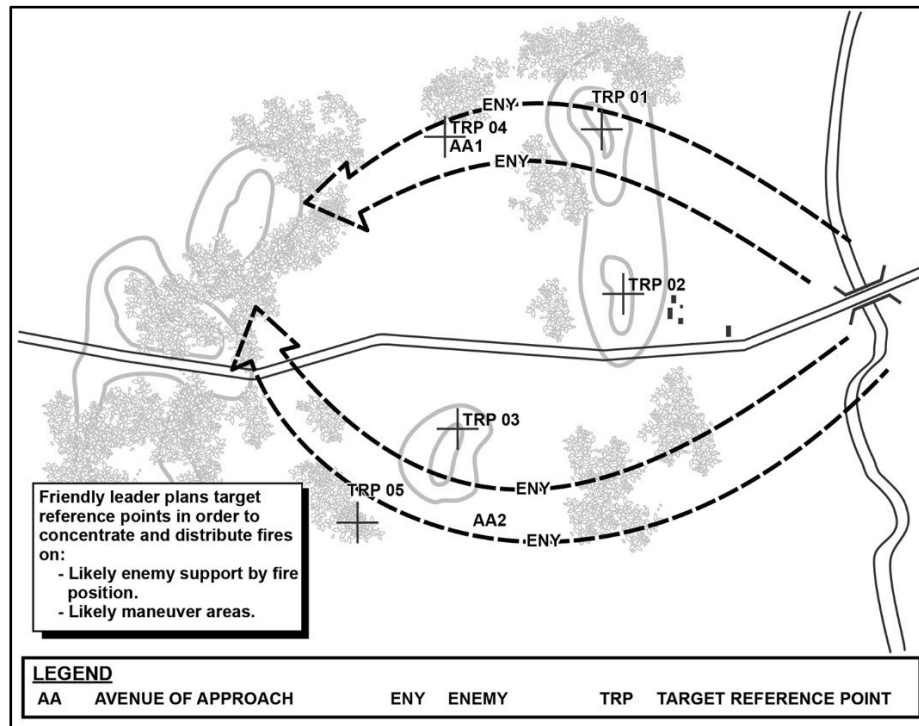 ENY
TRP 01
TRP 04
AA1
ENY
TRP 02
TRP 03
TRP 05
ENY
AA2
ENY
Friendly leader plans target
reference points in order to
concentrate and distribute fires
on:
- Likely enemy support by fire
position.
- Likely maneuver areas.
LEGEND
AA AVENUE OF APPROACH ENY ENEMY TRP TARGET REFERENCE POINT